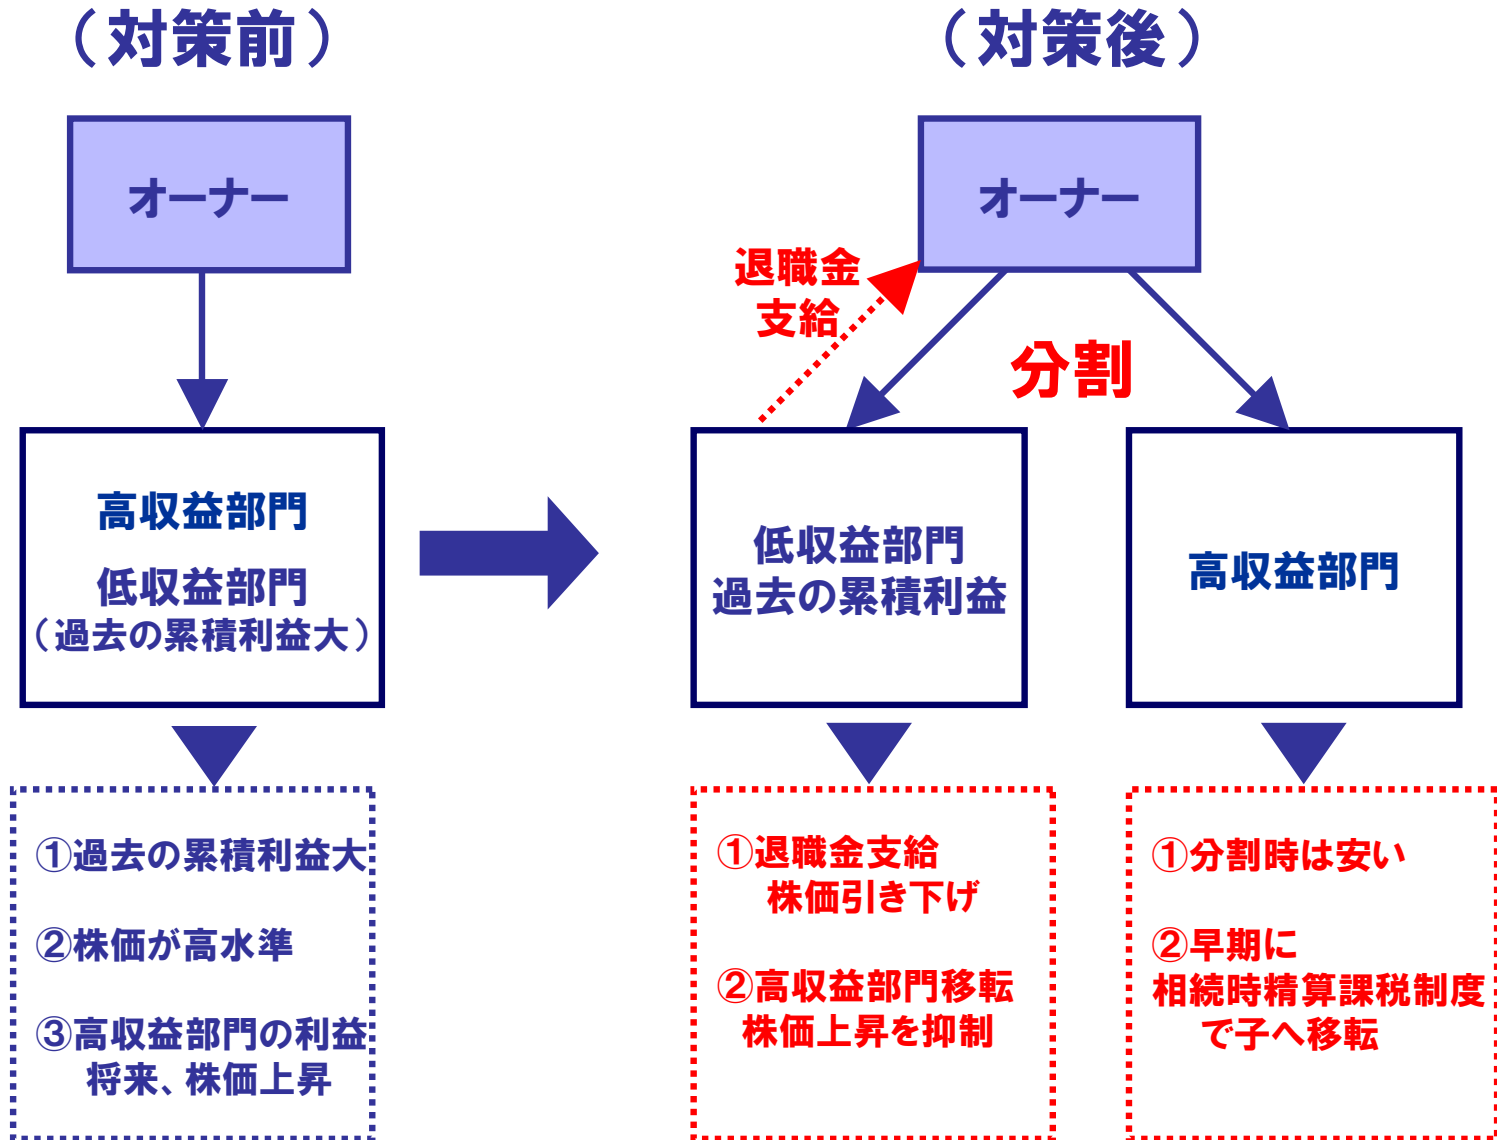 （対策前）
オーナー
高収益部門
低収益部門
（過去の累積利益大）
①過去の累積利益大
②株価が高水準
③高収益部門の利益
将来、株価上昇
（対策後）
オーナー
退職金
支給
分割
低収益部門
過去の累積利益
高収益部門
①退職金支給
株価引き下げ
②高収益部門移転
株価上昇を抑制
①分割時は安い
②早期に
相続時精算課税制度
で子へ移転